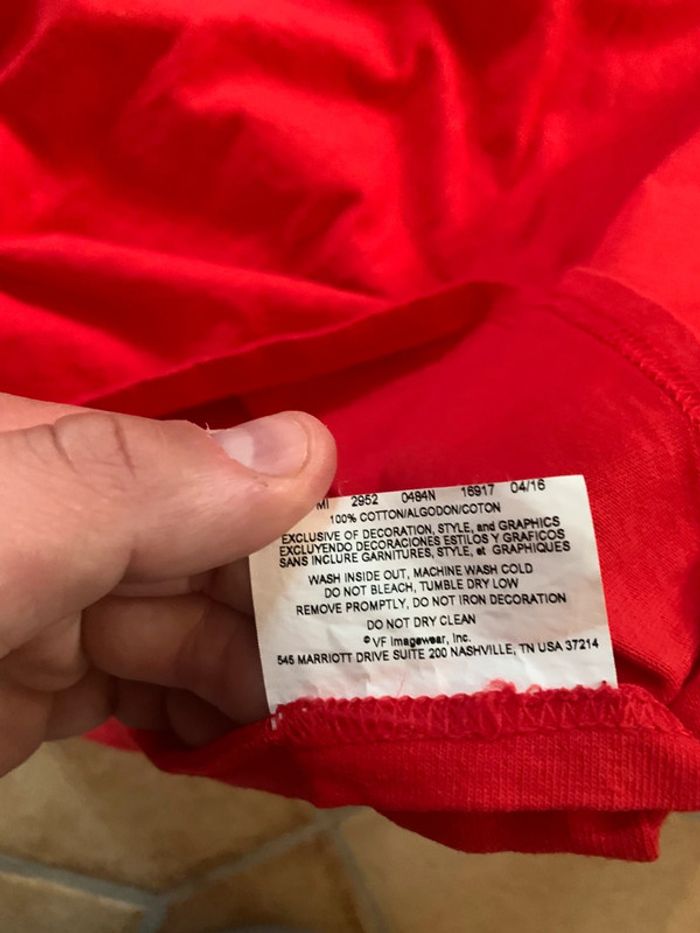 MI 2952 0484N 16917 04/16
100% COTTON/ALGODON/COTON
EXCLUSIVE OF DECORATION, STYLE, and GRAPHICS
EXCLUYENDO DECORACIONES ESTILOS Y GRAFICOS
SANS INCLURE GARNITURES, STYLE, et GRAPHIQUES
WASH INSIDE OUT, MACHINE WASH COLD
DO NOT BLEACH, TUMBLE DRY LOW
REMOVE PROMPTLY, DO NOT IRON DECORATION
DO NOT DRY CLEAN
© VF Imagewear, Inc.
545 MARRIOTT DRIVE SUITE 200 NASHVILLE, TN USA 37214